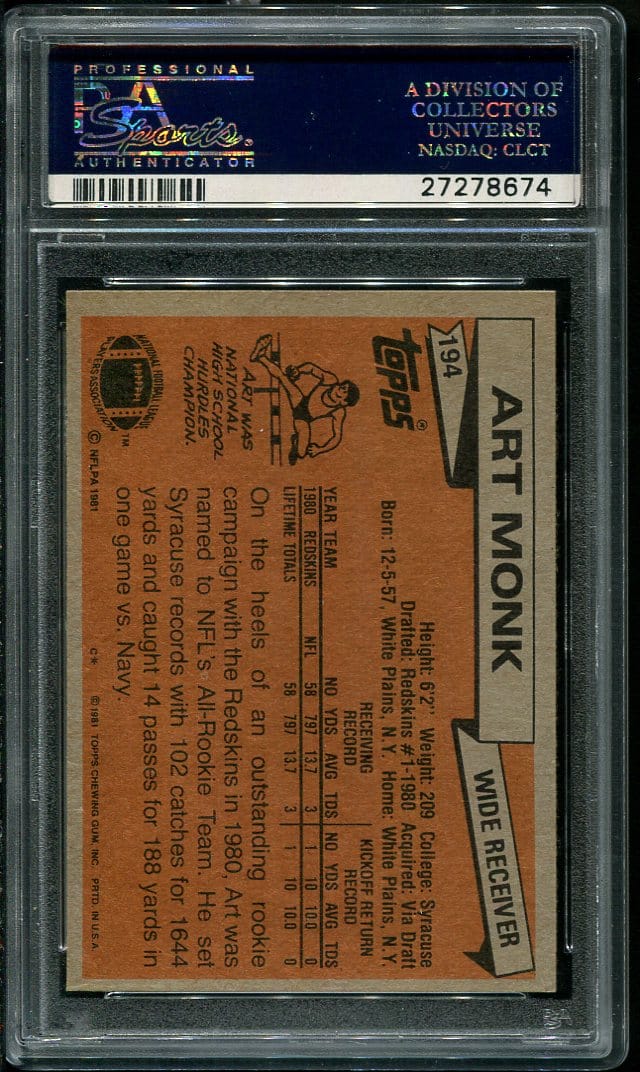 PROFESSIONAL
PSA
Sports
AUTHENTICATOR
A DIVISION OF
COLLECTORS
UNIVERSE
NASDAQ: CLCT
27278674
194
ART MONK
WIDE RECEIVER
TOPPS®
Height: 6'2" Weight: 209 College: Syracuse
Drafted: Redskins #1-1980 Acquired: Via Draft
Born: 12-5-57, White Plains, N.Y. Home: White Plains, N.Y.
RECEIVING RECORD KICKOFF RETURN RECORD
YEAR TEAM NO YDS AVG TDS NO YDS AVG TDS
1980 REDSKINS NFL 58 797 13.7 3 1 10 10.0 0
LIFETIME TOTALS 58 797 13.7 3 1 10 10.0 0
ART WAS
NATIONAL
HIGH SCHOOL
HURDLES
CHAMPION.
On the heels of an outstanding rookie
campaign with the Redskins in 1980, Art was
named to NFL's All-Rookie Team. He set
Syracuse records with 102 catches for 1644
yards and caught 14 passes for 188 yards in
one game vs. Navy.
NATIONAL FOOTBALL LEAGUE
PLAYERS ASSOCIATION
TM
© NFLPA 1981
C* ©1981 TOPPS CHEWING GUM, INC. PRTD. IN U.S.A.